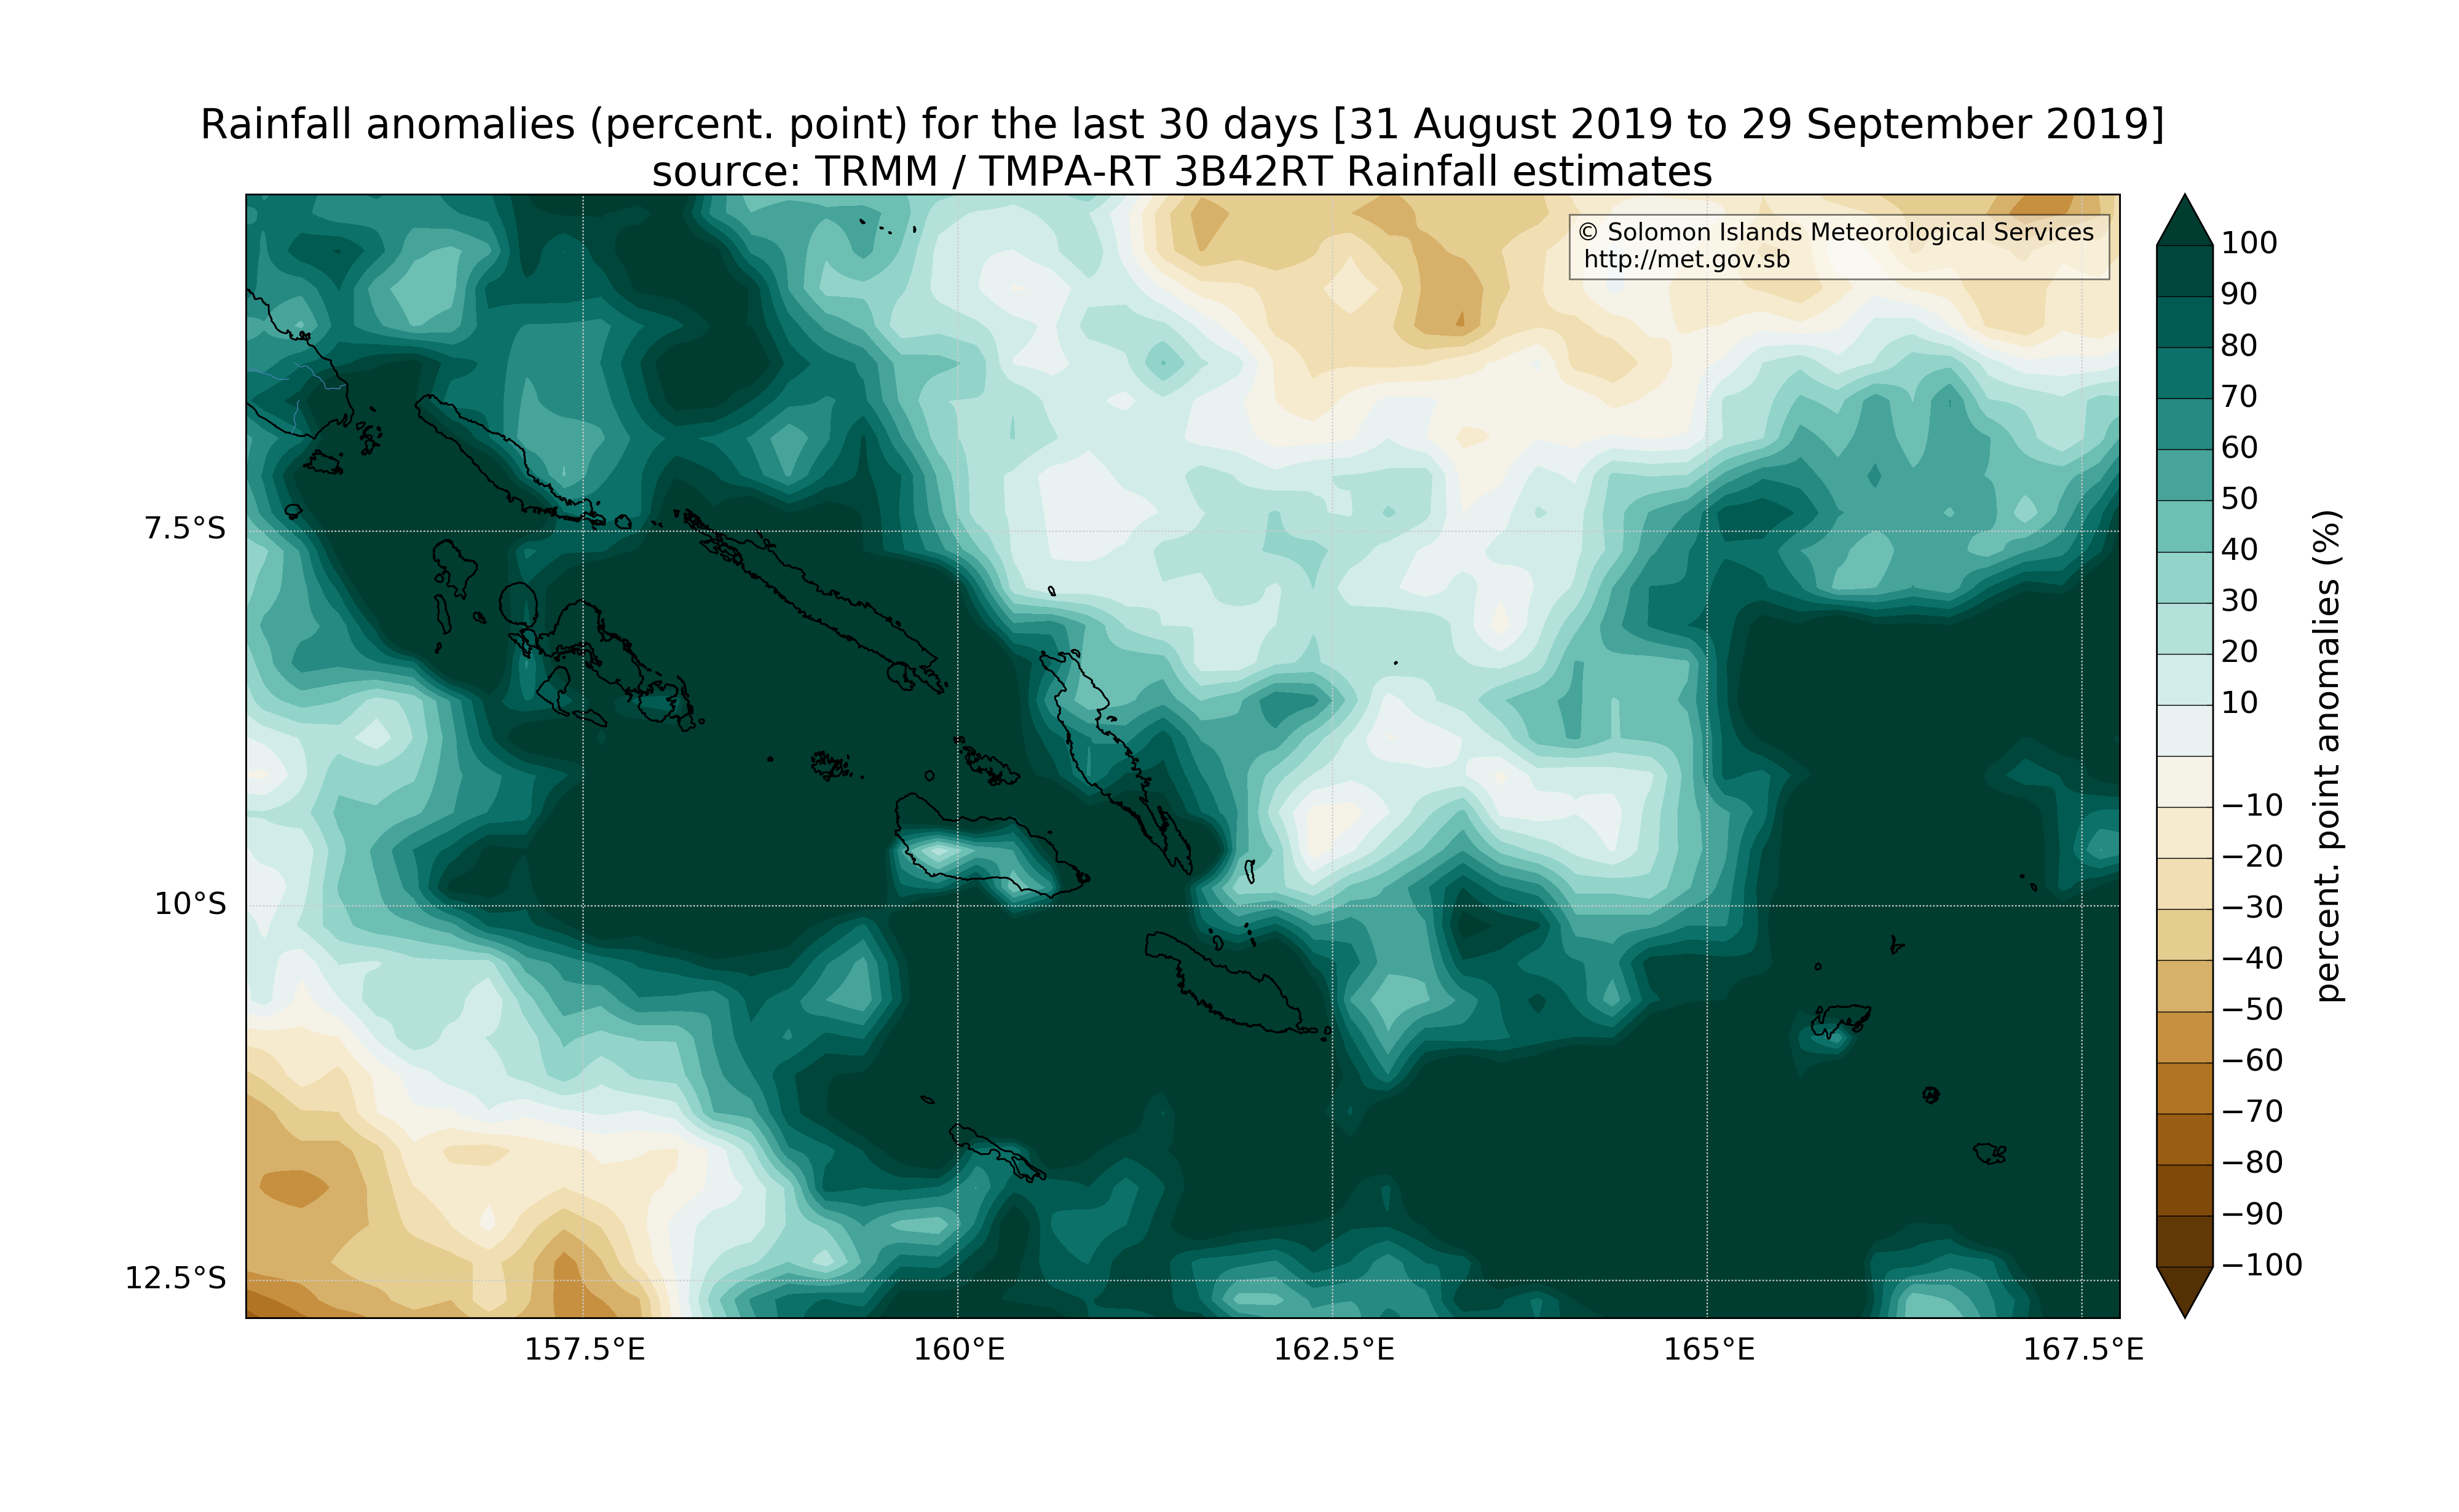 Rainfall anomalies (percent. point) for the last 30 days [31 August 2019 to 29 September 2019]
source: TRMM / TMPA-RT 3B42RT Rainfall estimates
© Solomon Islands Meteorological Services
http://met.gov.sb
7.5°S
10°S
12.5°S
157.5°E
160°E
162.5°E
165°E
167.5°E
100
90
80
70
60
50
40
30
20
10
−10
−20
−30
−40
−50
−60
−70
−80
−90
−100
percent. point anomalies (%)